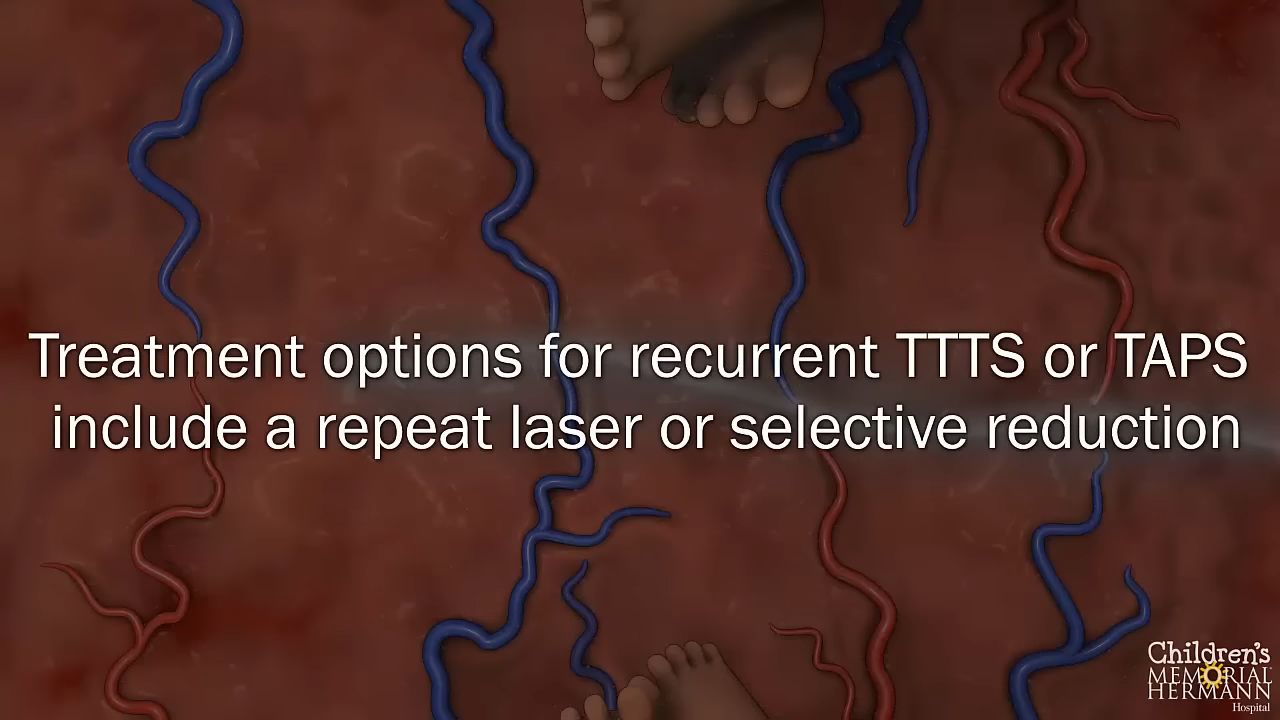 Treatment options for recurrent TTTS or TAPS
include a repeat laser or selective reduction
Children's
MEMORIAL
HERMANN
Hospital